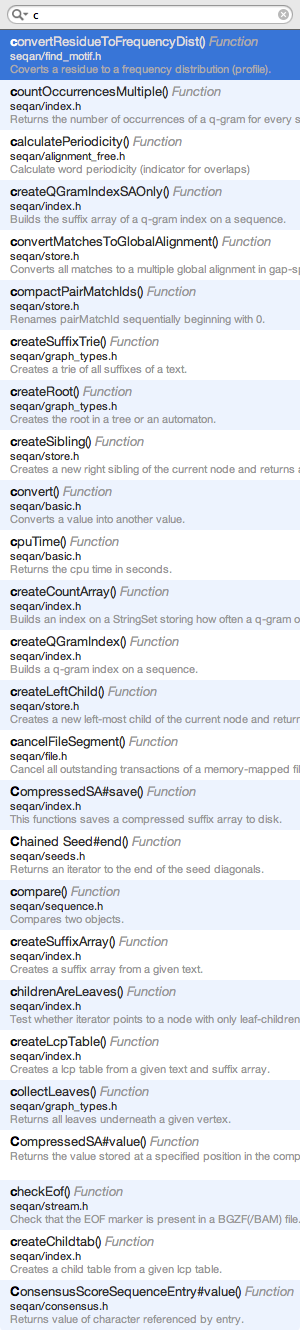 c
convertResidueToFrequencyDist() Function
seqan/find_motif.h
Coverts a residue to a frequency distribution (profile).
countOccurrencesMultiple() Function
seqan/index.h
Returns the number of occurrences of a q-gram for every s
calculatePeriodicity() Function
seqan/alignment_free.h
Calculate word periodicity (indicator for overlaps)
createQGramIndexSAOnly() Function
seqan/index.h
Builds the suffix array of a q-gram index on a sequence.
convertMatchesToGlobalAlignment() Function
seqan/store.h
Converts all matches to a multiple global alignment in gap-sp
compactPairMatchIds() Function
seqan/store.h
Renames pairMatchId sequentially beginning with 0.
createSuffixTrie() Function
seqan/graph_types.h
Creates a trie of all suffixes of a text.
createRoot() Function
seqan/graph_types.h
Creates the root in a tree or an automaton.
createSibling() Function
seqan/store.h
Creates a new right sibling of the current node and returns a
convert() Function
seqan/basic.h
Converts a value into another value.
cpuTime() Function
seqan/basic.h
Returns the cpu time in seconds.
createCountArray() Function
seqan/index.h
Builds an index on a StringSet storing how often a q-gram o
createQGramIndex() Function
seqan/index.h
Builds a q-gram index on a sequence.
createLeftChild() Function
seqan/store.h
Creates a new left-most child of the current node and return
cancelFileSegment() Function
seqan/file.h
Cancel all outstanding transactions of a memory-mapped fil
CompressedSA#save() Function
seqan/index.h
This functions saves a compressed suffix array to disk.
Chained Seed#end() Function
seqan/seeds.h
Returns an iterator to the end of the seed diagonals.
compare() Function
seqan/sequence.h
Compares two objects.
createSuffixArray() Function
seqan/index.h
Creates a suffix array from a given text.
childrenAreLeaves() Function
seqan/index.h
Test whether iterator points to a node with only leaf-children
createLcpTable() Function
seqan/index.h
Creates a lcp table from a given text and suffix array.
collectLeaves() Function
seqan/graph_types.h
Returns all leaves underneath a given vertex.
CompressedSA#value() Function
Returns the value stored at a specified position in the comp
checkEof() Function
seqan/stream.h
Check that the EOF marker is present in a BGZF(/BAM) file.
createChildtab() Function
seqan/index.h
Creates a child table from a given lcp table.
ConsensusScoreSequenceEntry#value() Function
seqan/consensus.h
Returns value of character referenced by entry.